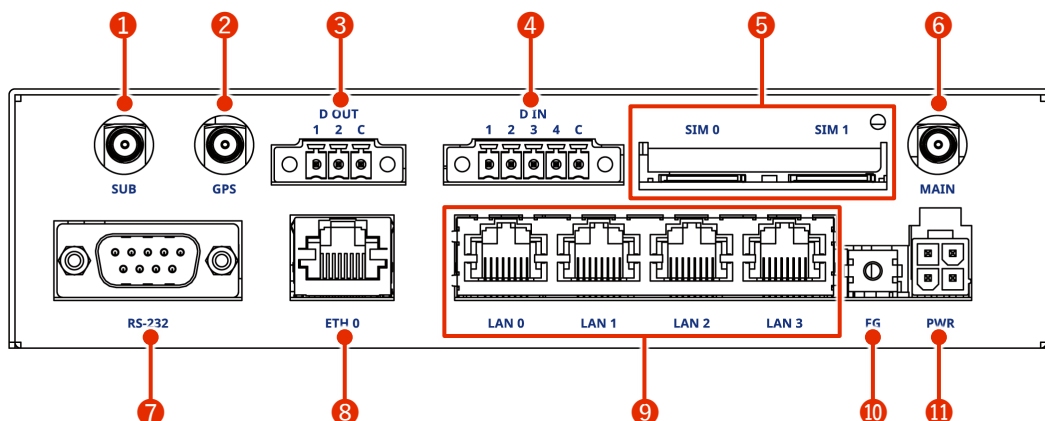 1 2 3 4 5 6
D OUT D IN
1 2 C 1 2 3 4 C SIM 0 SIM 1
SUB GPS MAIN
RS-232 ETH 0 LAN 0 LAN 1 LAN 2 LAN 3 FG PWR
7 8 9 10 11